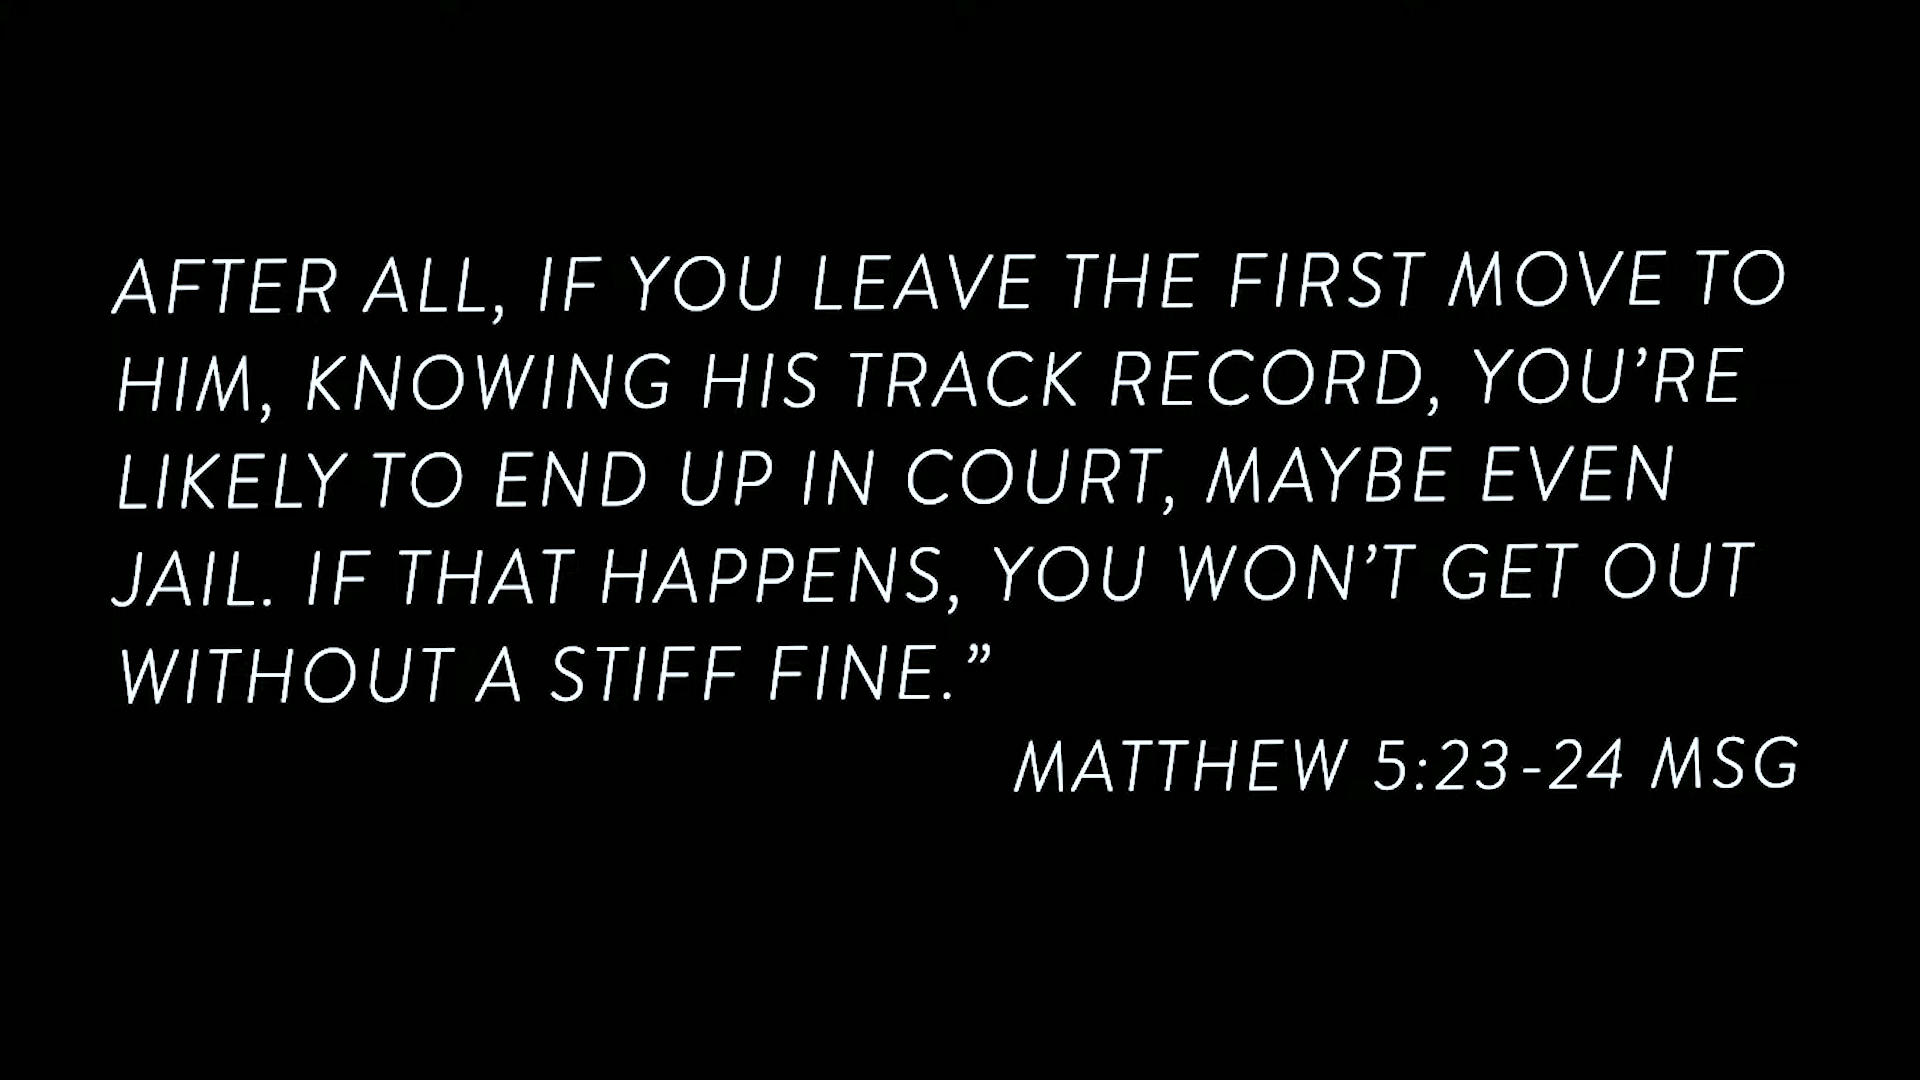 AFTER ALL, IF YOU LEAVE THE FIRST MOVE TO
HIM, KNOWING HIS TRACK RECORD, YOU’RE
LIKELY TO END UP IN COURT, MAYBE EVEN
JAIL. IF THAT HAPPENS, YOU WON’T GET OUT
WITHOUT A STIFF FINE.”
MATTHEW 5:23-24 MSG